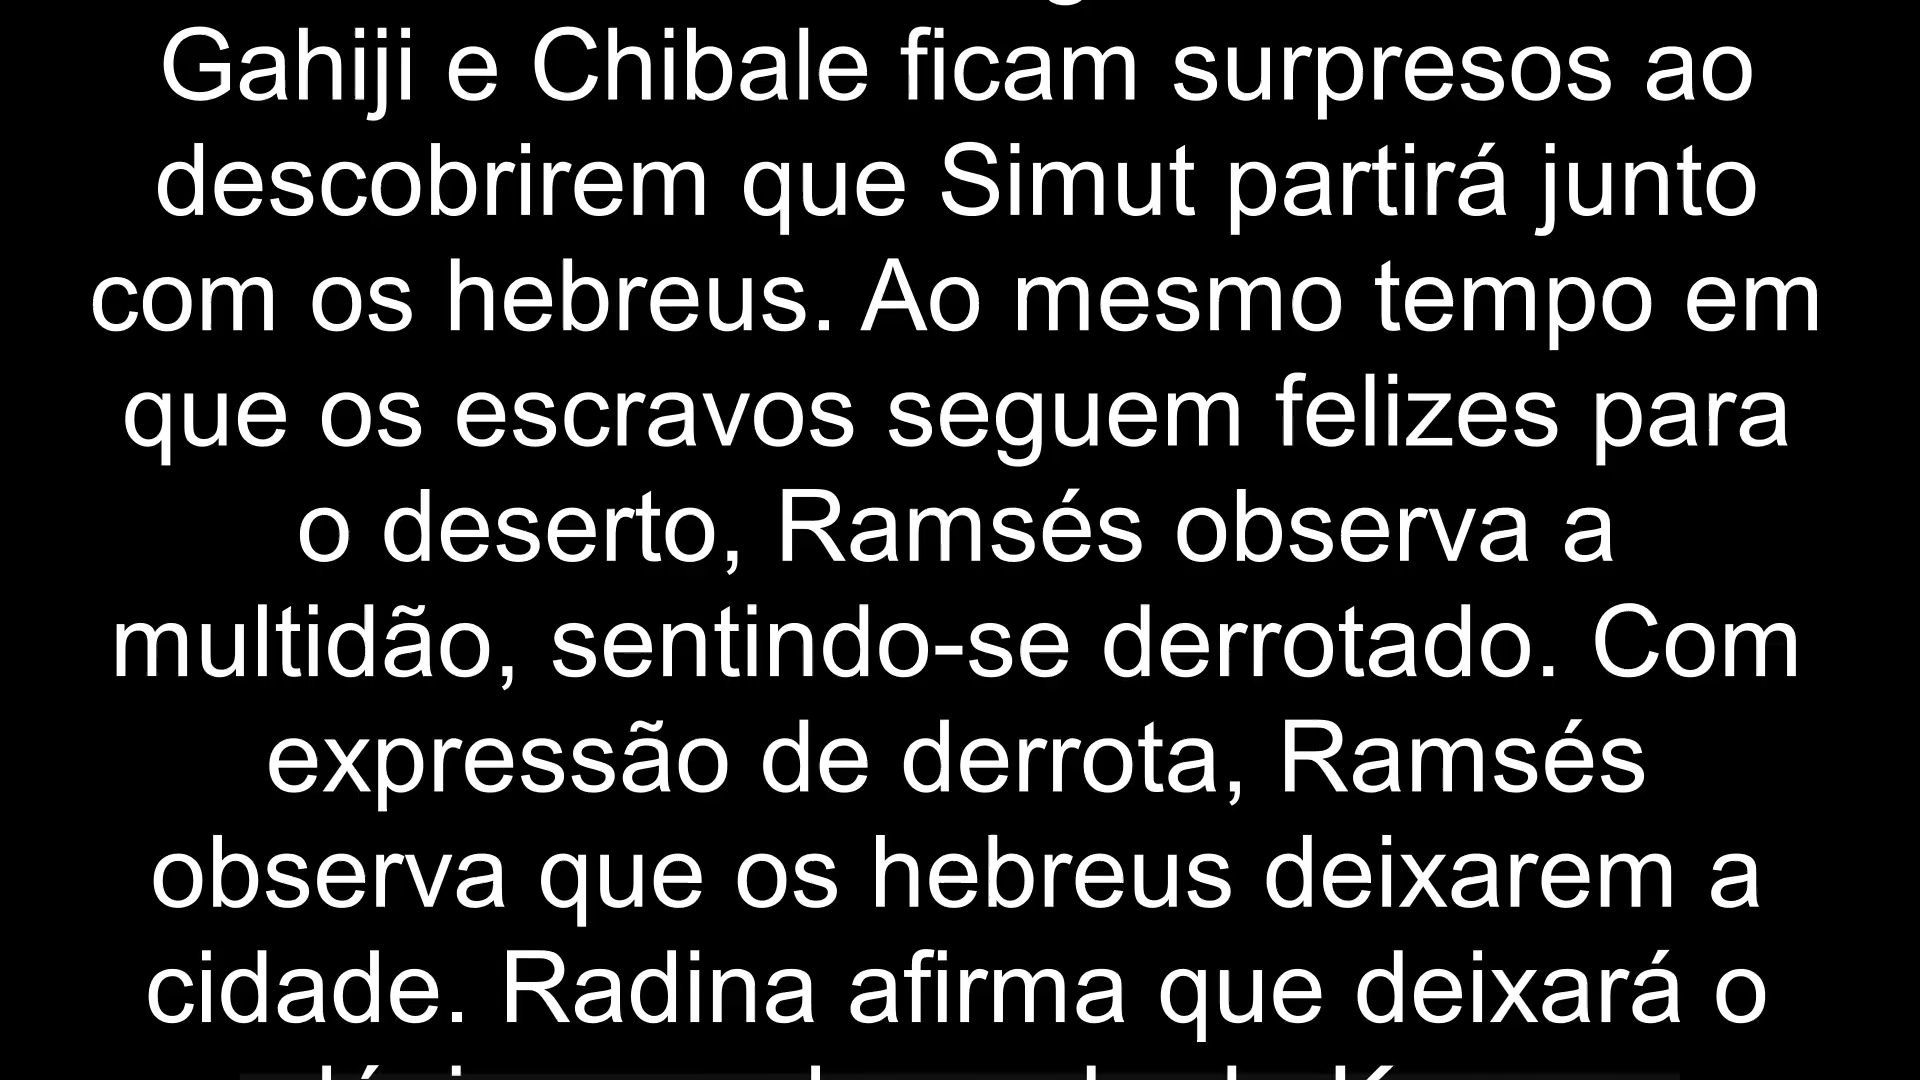 Gahiji e Chibale ficam surpresos ao
descobrirem que Simut partirá junto
com os hebreus. Ao mesmo tempo em
que os escravos seguem felizes para
o deserto, Ramsés observa a
multidão, sentindo-se derrotado. Com
expressão de derrota, Ramsés
observa que os hebreus deixarem a
cidade. Radina afirma que deixará o